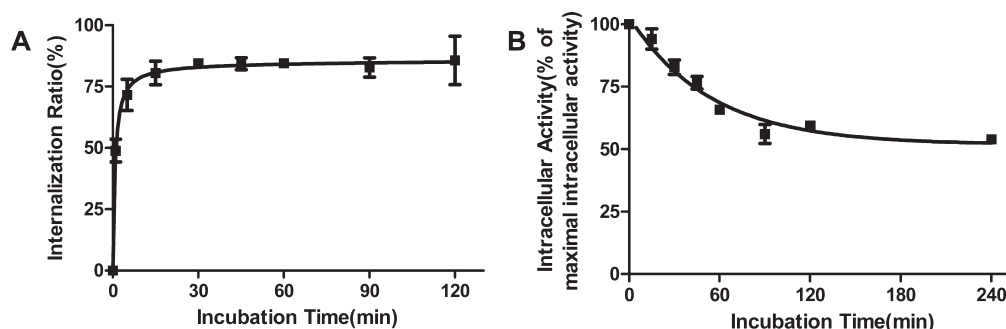 A
Internalization Ratio(%)
100
75
50
25
0
0 30 60 90 120
Incubation Time(min)
B
Intracellular Activity(% of
maximal intracellular activity)
100
75
50
25
0
0 60 120 180 240
Incubation Time(min)